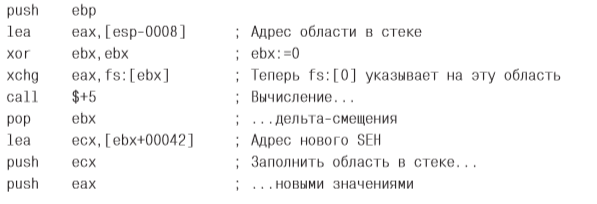 push ebp
lea eax,[esp-0008] ; Адрес области в стеке
xor ebx,ebx ; ebx:=0
xchg eax,fs:[ebx] ; Теперь fs:[0] указывает на эту область
call $+5 ; Вычисление...
pop ebx ; ...дельта-смещения
lea ecx,[ebx+00042] ; Адрес нового SEH
push ecx ; Заполнить область в стеке...
push eax ; ...новыми значениями